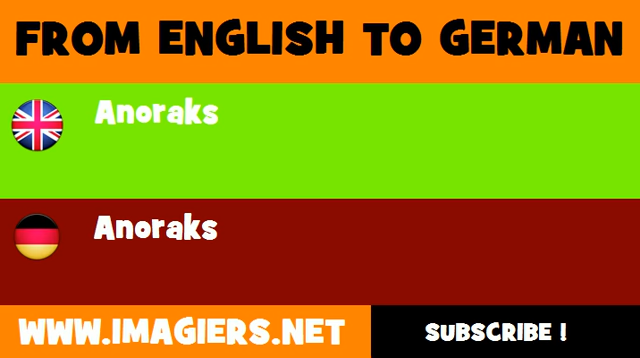 FROM ENGLISH TO GERMAN
Anoraks
Anoraks
WWW.IMAGIERS.NET
SUBSCRIBE !